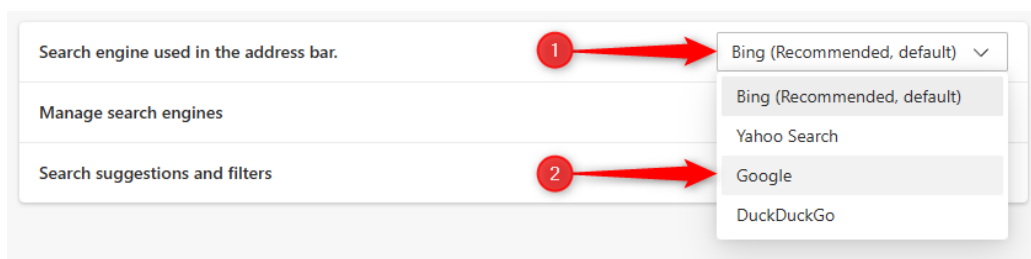 Search engine used in the address bar.
1
Bing (Recommended, default)
Bing (Recommended, default)
Manage search engines
Yahoo Search
Search suggestions and filters
2
Google
DuckDuckGo